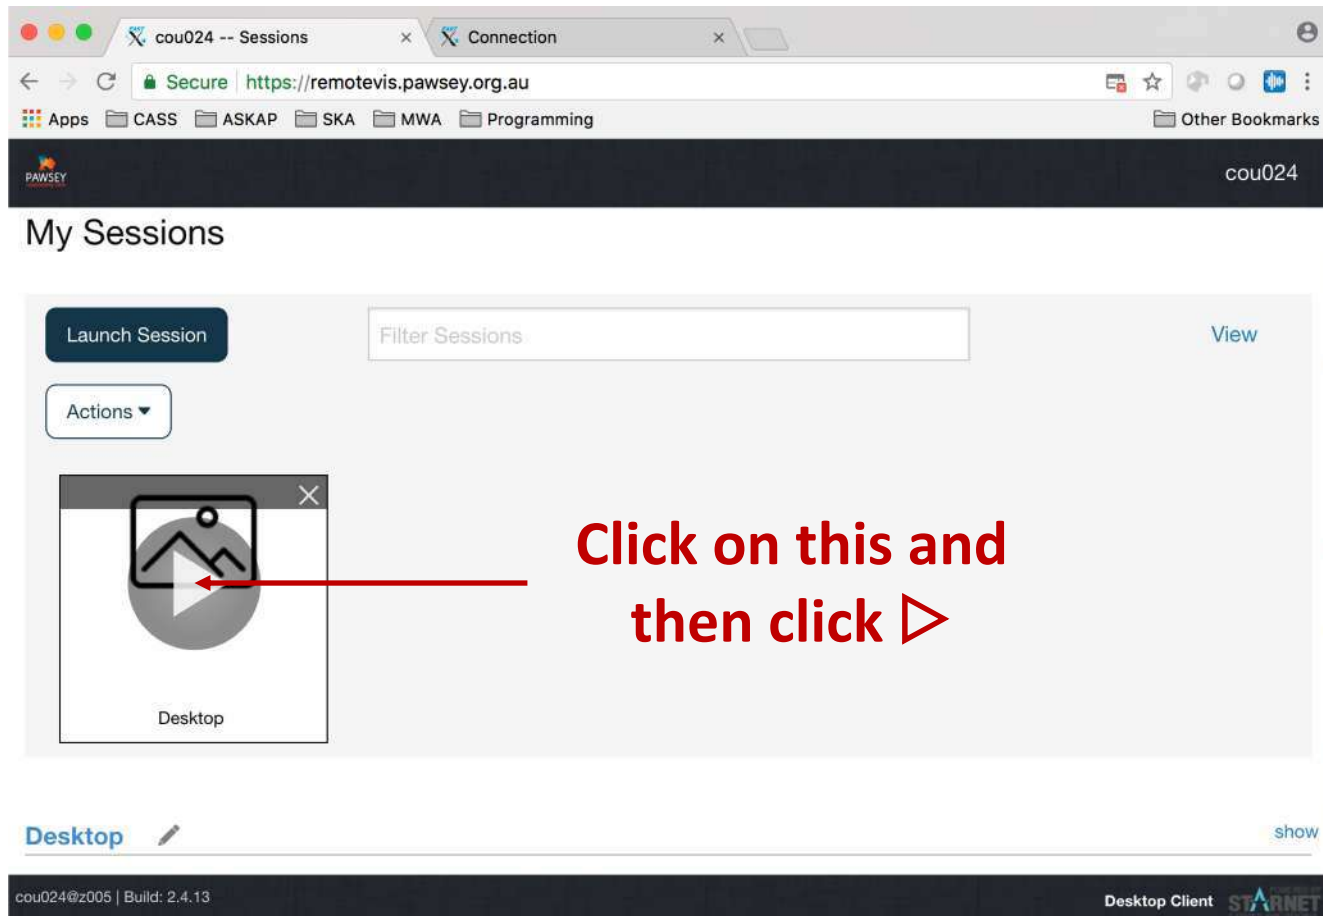 cou024 -- Sessions
Connection
Secure https://remotevis.pawsey.org.au
Apps CASS ASKAP SKA MWA Programming Other Bookmarks
PAWSEY
cou024
My Sessions
Launch Session
Filter Sessions
View
Actions
Click on this and
then click ▷
Desktop
Desktop
show
cou024@z005 | Build: 2.4.13
Desktop Client
STARNET